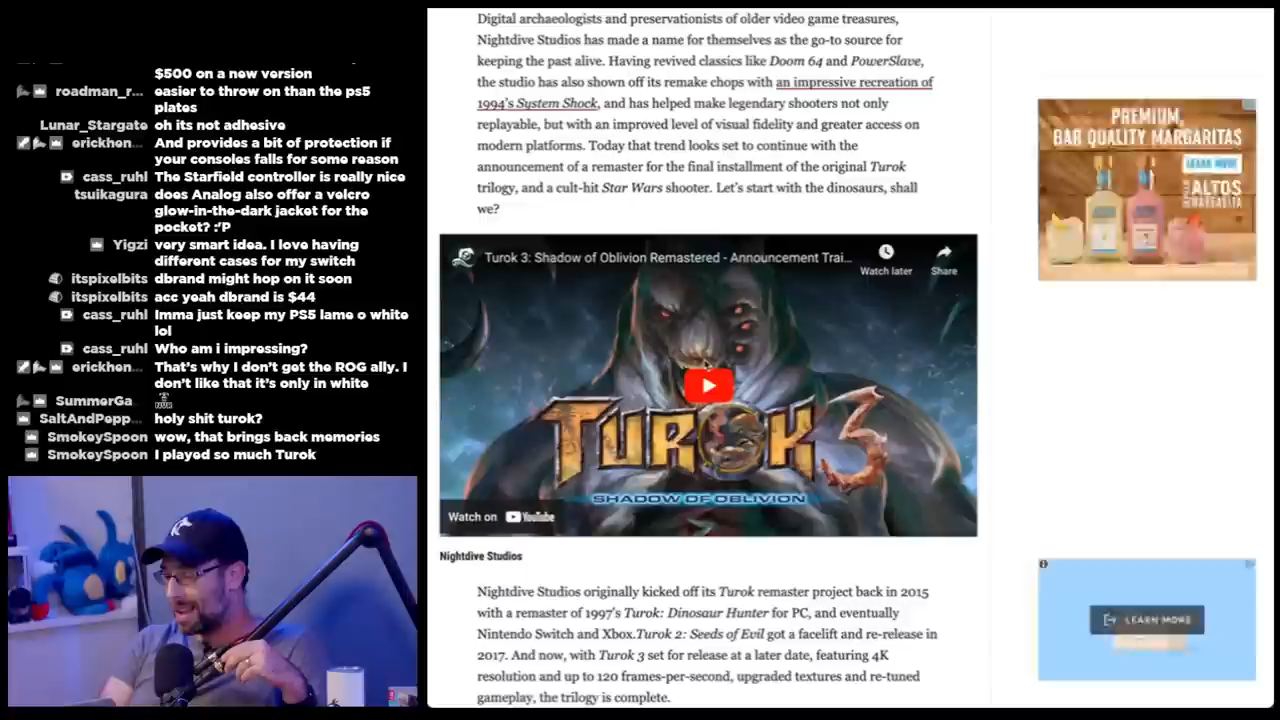 $500 on a new version
roadman_r... easier to throw on than the ps5
plates
Lunar_Stargate oh its not adhesive
erickhen... And provides a bit of protection if
your consoles falls for some reason
cass_ruhl The Starfield controller is really nice
tsuikagura does Analog also offer a velcro
glow-in-the-dark jacket for the
pocket? :'P
Yigzi very smart idea. I love having
different cases for my switch
itspixelbits dbrand might hop on it soon
itspixelbits acc yeah dbrand is $44
cass_ruhl Imma just keep my PS5 lame o white
lol
cass_ruhl Who am i impressing?
erickhen... That's why I don't get the ROG ally. I
don't like that it's only in white
SummerGa
SaltAndPepp... holy shit turok?
SmokeySpoon wow, that brings back memories
SmokeySpoon I played so much Turok
Digital archaeologists and preservationists of older video game treasures,
Nightdive Studios has made a name for themselves as the go-to source for
keeping the past alive. Having revived classics like Doom 64 and PowerSlave,
the studio has also shown off its remake chops with an impressive recreation of
1994's System Shock, and has helped make legendary shooters not only
replayable, but with an improved level of visual fidelity and greater access on
modern platforms. Today that trend looks set to continue with the
announcement of a remaster for the final installment of the original Turok
trilogy, and a cult-hit Star Wars shooter. Let's start with the dinosaurs, shall
we?
Turok 3: Shadow of Oblivion Remastered - Announcement Trai...
Watch later
Share
TUROK 3
SHADOW OF OBLIVION
Watch on YouTube
Nightdive Studios
Nightdive Studios originally kicked off its Turok remaster project back in 2015
with a remaster of 1997's Turok: Dinosaur Hunter for PC, and eventually
Nintendo Switch and Xbox.Turok 2: Seeds of Evil got a facelift and re-release in
2017. And now, with Turok 3 set for release at a later date, featuring 4K
resolution and up to 120 frames-per-second, upgraded textures and re-tuned
gameplay, the trilogy is complete.
PREMIUM,
BAR QUALITY MARGARITAS
LEARN MORE
ALTOS
MARGARITA
LEARN MORE